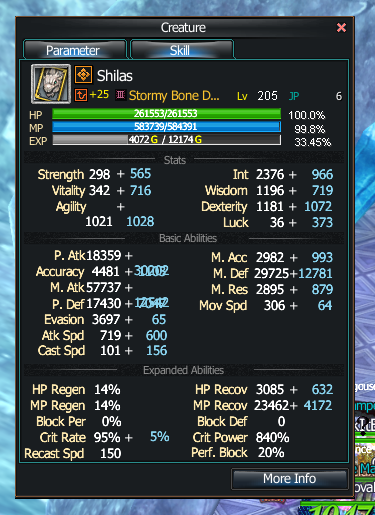 Creature
Parameter Skill
Shilas
+25 III Stormy Bone D... Lv 205 JP 6
HP 261553/261553 100.0%
MP 583739/584391 99.8%
EXP 4072 G / 12174 G 33.45%
Stats
Strength 298 + 565 Int 2376 + 966
Vitality 342 + 716 Wisdom 1196 + 719
Agility + Dexterity 1181 + 1072
1021 1028 Luck 36 + 373
Basic Abilities
P. Atk 18359 + M. Acc 2982 + 993
Accuracy 4481 + M. Def 29725+12781
M. Atk 57737 + M. Res 2895 + 879
P. Def 17430 + Mov Spd 306 + 64
Evasion 3697 + 65
Atk Spd 719 + 600
Cast Spd 101 + 156
Expanded Abilities
HP Regen 14% HP Recov 3085 + 632
MP Regen 14% MP Recov 23462+ 4172
Block Per 0% Block Def 0
Crit Rate 95% + 5% Crit Power 840%
Recast Spd 150 Perf. Block 20%
More Info